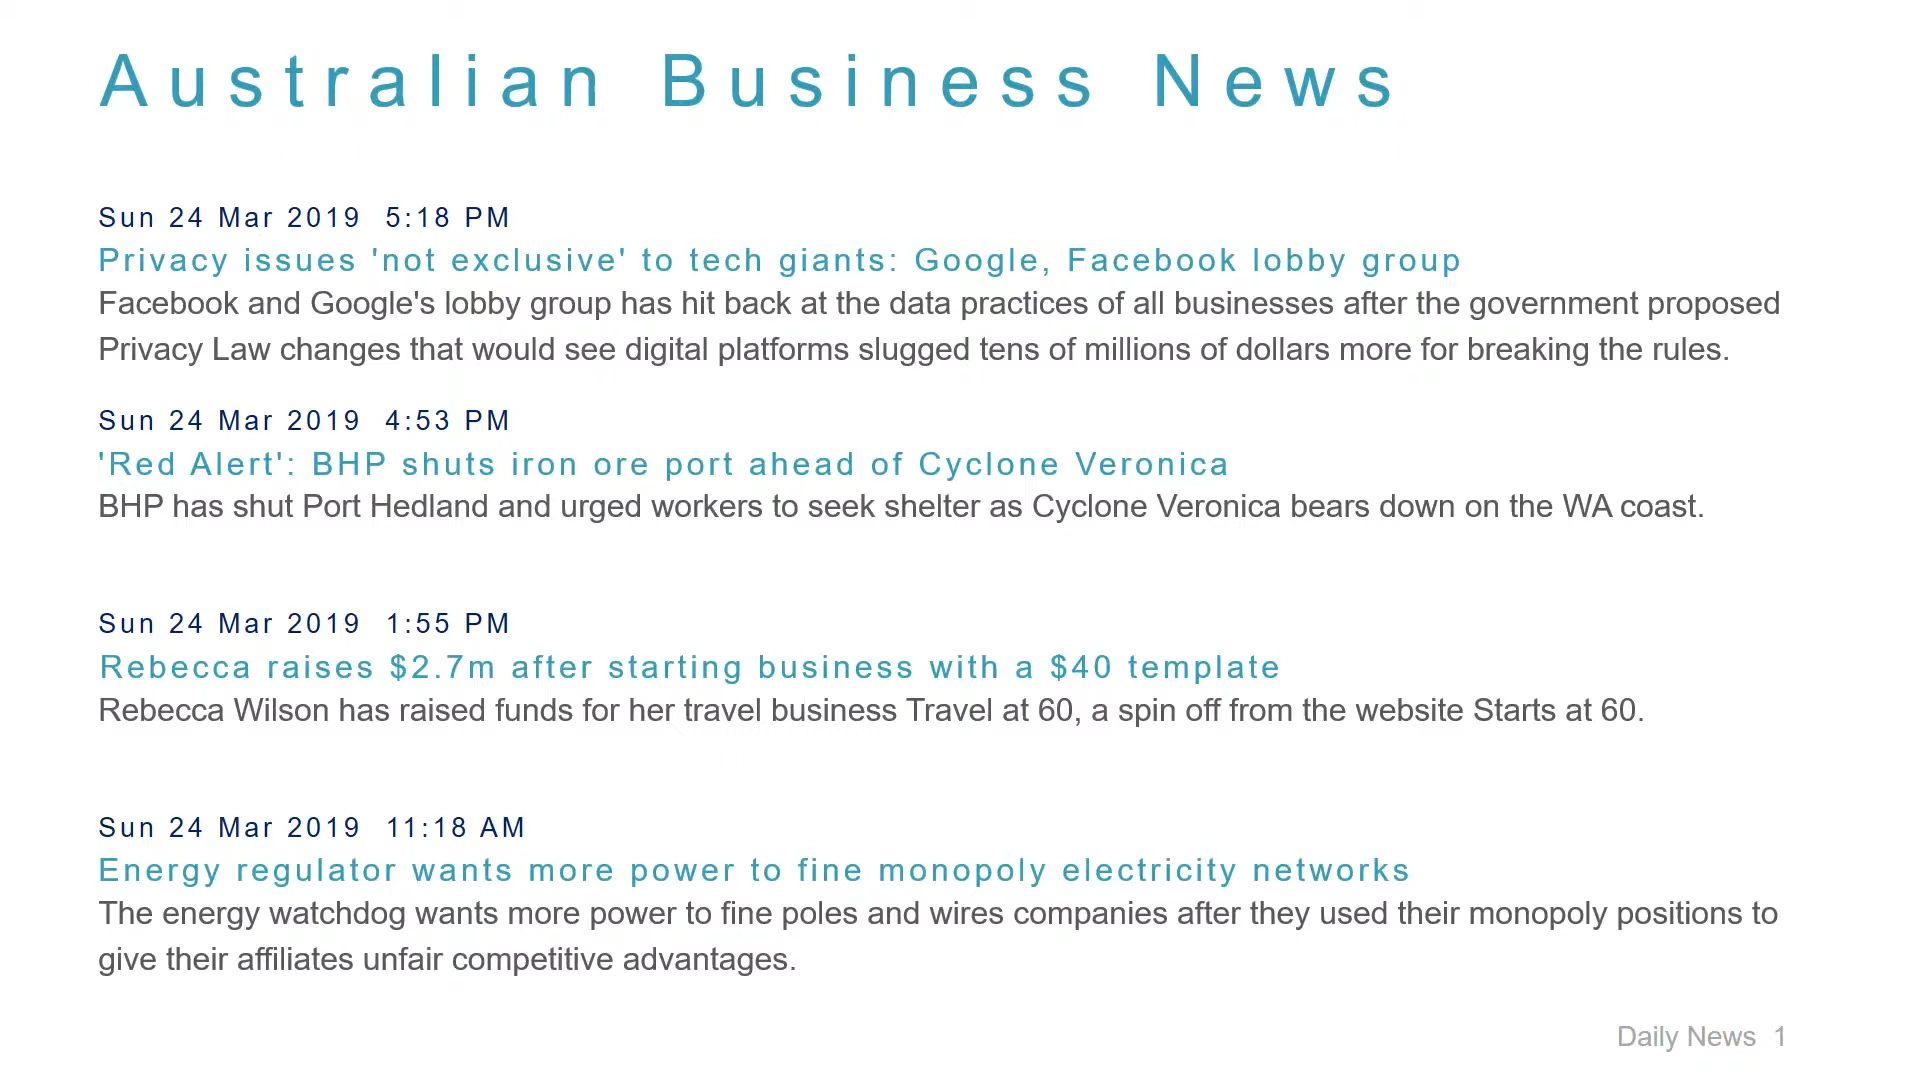 Australian Business News
Sun 24 Mar 2019 5:18 PM
Privacy issues 'not exclusive' to tech giants: Google, Facebook lobby group
Facebook and Google's lobby group has hit back at the data practices of all businesses after the government proposed
Privacy Law changes that would see digital platforms slugged tens of millions of dollars more for breaking the rules.
Sun 24 Mar 2019 4:53 PM
'Red Alert': BHP shuts iron ore port ahead of Cyclone Veronica
BHP has shut Port Hedland and urged workers to seek shelter as Cyclone Veronica bears down on the WA coast.
Sun 24 Mar 2019 1:55 PM
Rebecca raises $2.7m after starting business with a $40 template
Rebecca Wilson has raised funds for her travel business Travel at 60, a spin off from the website Starts at 60.
Sun 24 Mar 2019 11:18 AM
Energy regulator wants more power to fine monopoly electricity networks
The energy watchdog wants more power to fine poles and wires companies after they used their monopoly positions to
give their affiliates unfair competitive advantages.
Daily News 1